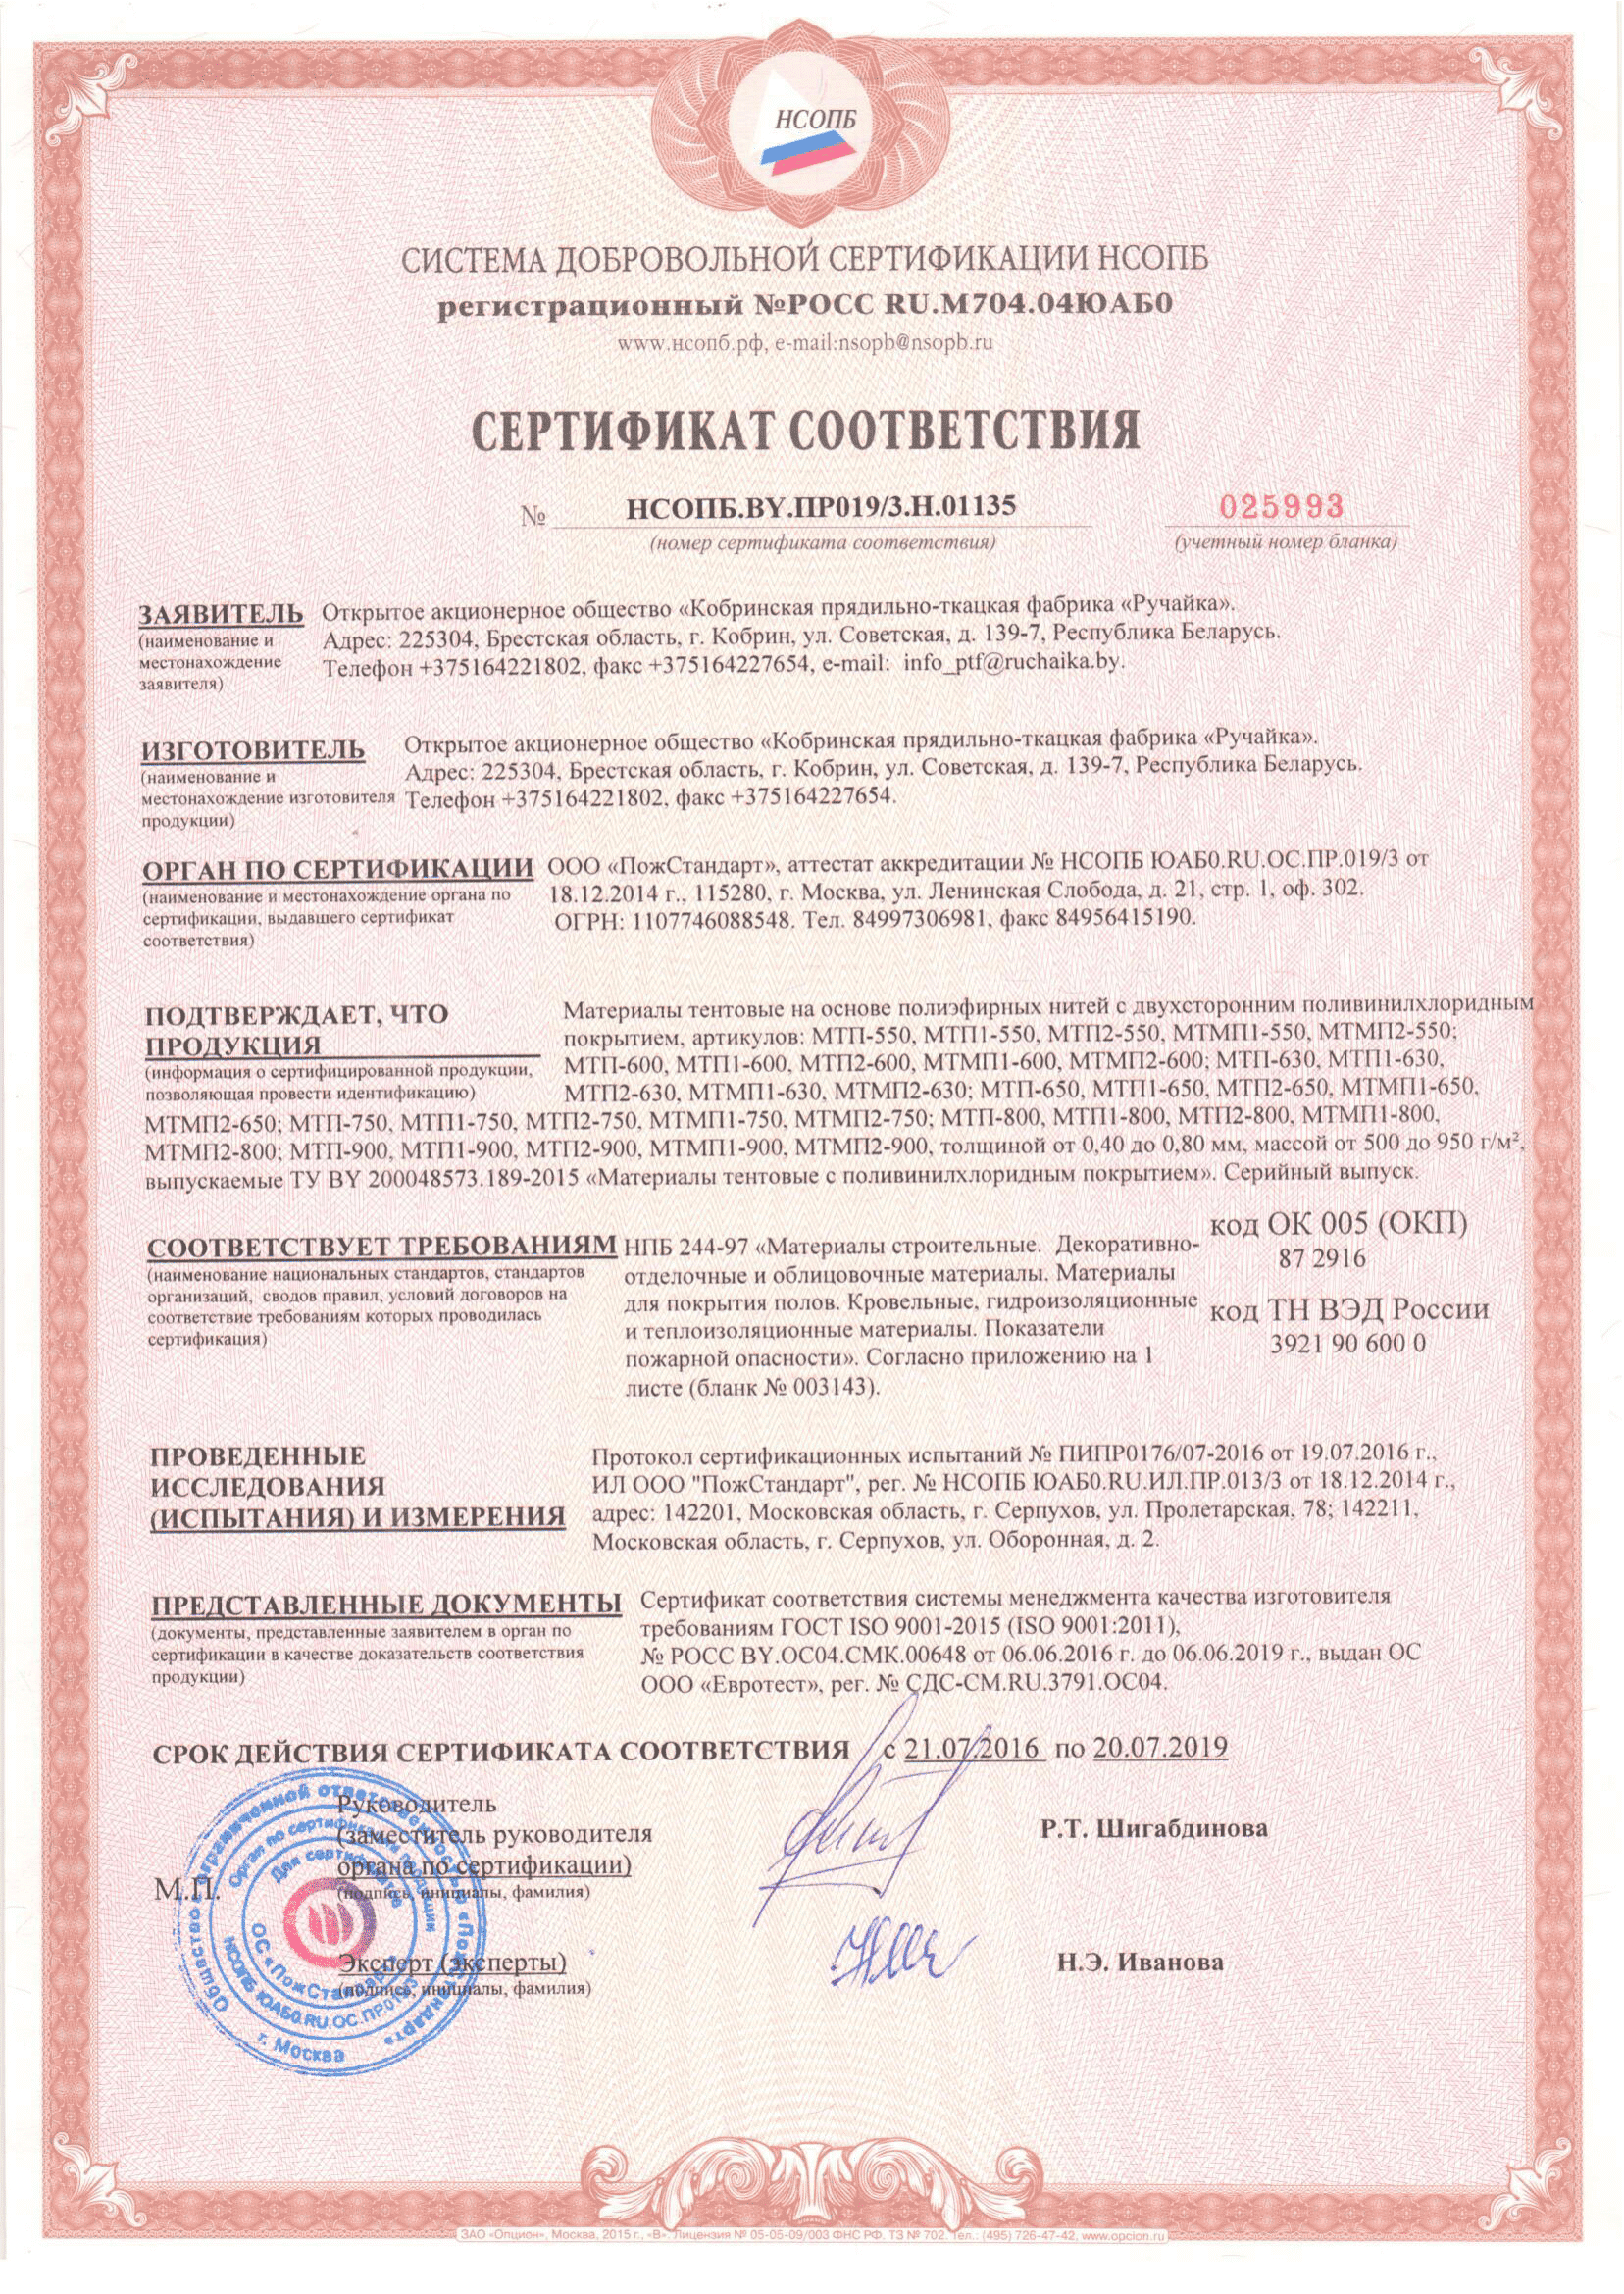 НСОПБ
СИСТЕМА ДОБРОВОЛЬНОЙ СЕРТИФИКАЦИИ НСОПБ
регистрационный №РОСС RU.М704.04ЮАБ0
www.нсопб.рф, e-mail:nsopb@nsopb.ru
СЕРТИФИКАТ СООТВЕТСТВИЯ
№ НСОПБ.BY.ПР019/3.Н.01135 025993
(номер сертификата соответствия) (учетный номер бланка)
ЗАЯВИТЕЛЬ
(наименование и
местонахождение
заявителя)
Открытое акционерное общество «Кобринская прядильно-ткацкая фабрика «Ручайка».
Адрес: 225304, Брестская область, г. Кобрин, ул. Советская, д. 139-7, Республика Беларусь.
Телефон +375164221802, факс +375164227654, e-mail: info_ptf@ruchaika.by.
ИЗГОТОВИТЕЛЬ
(наименование и
местонахождение изготовителя
продукции)
Открытое акционерное общество «Кобринская прядильно-ткацкая фабрика «Ручайка».
Адрес: 225304, Брестская область, г. Кобрин, ул. Советская, д. 139-7, Республика Беларусь.
Телефон +375164221802, факс +375164227654.
ОРГАН ПО СЕРТИФИКАЦИИ
(наименование и местонахождение органа по
сертификации, выдавшего сертификат
соответствия)
ООО «ПожСтандарт», аттестат аккредитации № НСОПБ ЮАБ0.RU.ОС.ПР.019/3 от
18.12.2014 г., 115280, г. Москва, ул. Ленинская Слобода, д. 21, стр. 1, оф. 302.
ОГРН: 1107746088548. Тел. 84997306981, факс 84956415190.
ПОДТВЕРЖДАЕТ, ЧТО
ПРОДУКЦИЯ
(информация о сертифицированной продукции,
позволяющая провести идентификацию)
Материалы тентовые на основе полиэфирных нитей с двухсторонним поливинилхлоридным
покрытием, артикулов: МТП-550, МТП1-550, МТП2-550, МТМП1-550, МТМП2-550;
МТП-600, МТП1-600, МТП2-600, МТМП1-600, МТМП2-600; МТП-630, МТП1-630,
МТП2-630, МТМП1-630, МТМП2-630; МТП-650, МТП1-650, МТП2-650, МТМП1-650,
МТМП2-650; МТП-750, МТП1-750, МТП2-750, МТМП1-750, МТМП2-750; МТП-800, МТП1-800, МТП2-800, МТМП1-800,
МТМП2-800; МТП-900, МТП1-900, МТП2-900, МТМП1-900, МТМП2-900, толщиной от 0,40 до 0,80 мм, массой от 500 до 950 г/м²,
выпускаемые ТУ BY 200048573.189-2015 «Материалы тентовые с поливинилхлоридным покрытием». Серийный выпуск.
СООТВЕТСТВУЕТ ТРЕБОВАНИЯМ
(наименование национальных стандартов, стандартов
организаций, сводов правил, условий договоров на
соответствие требованиям которых проводилась
сертификация)
НПБ 244-97 «Материалы строительные. Декоративно-
отделочные и облицовочные материалы. Материалы
для покрытия полов. Кровельные, гидроизоляционные
и теплоизоляционные материалы. Показатели
пожарной опасности». Согласно приложению на 1
листе (бланк № 003143).
код ОК 005 (ОКП)
87 2916
код ТН ВЭД России
3921 90 600 0
ПРОВЕДЕННЫЕ
ИССЛЕДОВАНИЯ
(ИСПЫТАНИЯ) И ИЗМЕРЕНИЯ
Протокол сертификационных испытаний № ПИПР0176/07-2016 от 19.07.2016 г.,
ИЛ ООО "ПожСтандарт", рег. № НСОПБ ЮАБ0.RU.ИЛ.ПР.013/3 от 18.12.2014 г.,
адрес: 142201, Московская область, г. Серпухов, ул. Пролетарская, 78; 142211,
Московская область, г. Серпухов, ул. Оборонная, д. 2.
ПРЕДСТАВЛЕННЫЕ ДОКУМЕНТЫ
(документы, представленные заявителем в орган по
сертификации в качестве доказательств соответствия
продукции)
Сертификат соответствия системы менеджмента качества изготовителя
требованиям ГОСТ ISO 9001-2015 (ISO 9001:2011),
№ РОСС BY.ОС04.СМК.00648 от 06.06.2016 г. до 06.06.2019 г., выдан ОС
ООО «Евротест», рег. № СДС-СМ.RU.3791.ОС04.
СРОК ДЕЙСТВИЯ СЕРТИФИКАТА СООТВЕТСТВИЯ с 21.07.2016 по 20.07.2019
Руководитель
(заместитель руководителя
органа по сертификации)
(подпись, инициалы, фамилия)
Р.Т. Шигабдинова
М.П.
Эксперт (эксперты)
(подпись, инициалы, фамилия)
Н.Э. Иванова
Общество с ограниченной ответственностью «ПожСтандарт»
Орган по сертификации продукции
Для сертификатов
ОС «ПожСтандарт»
г. Москва
ЗАО «Опцион», Москва, 2015 г., «В». Лицензия № 05-05-09/003 ФНС РФ. ТЗ № 702. Тел.: (495) 726-47-42, www.opcion.ru